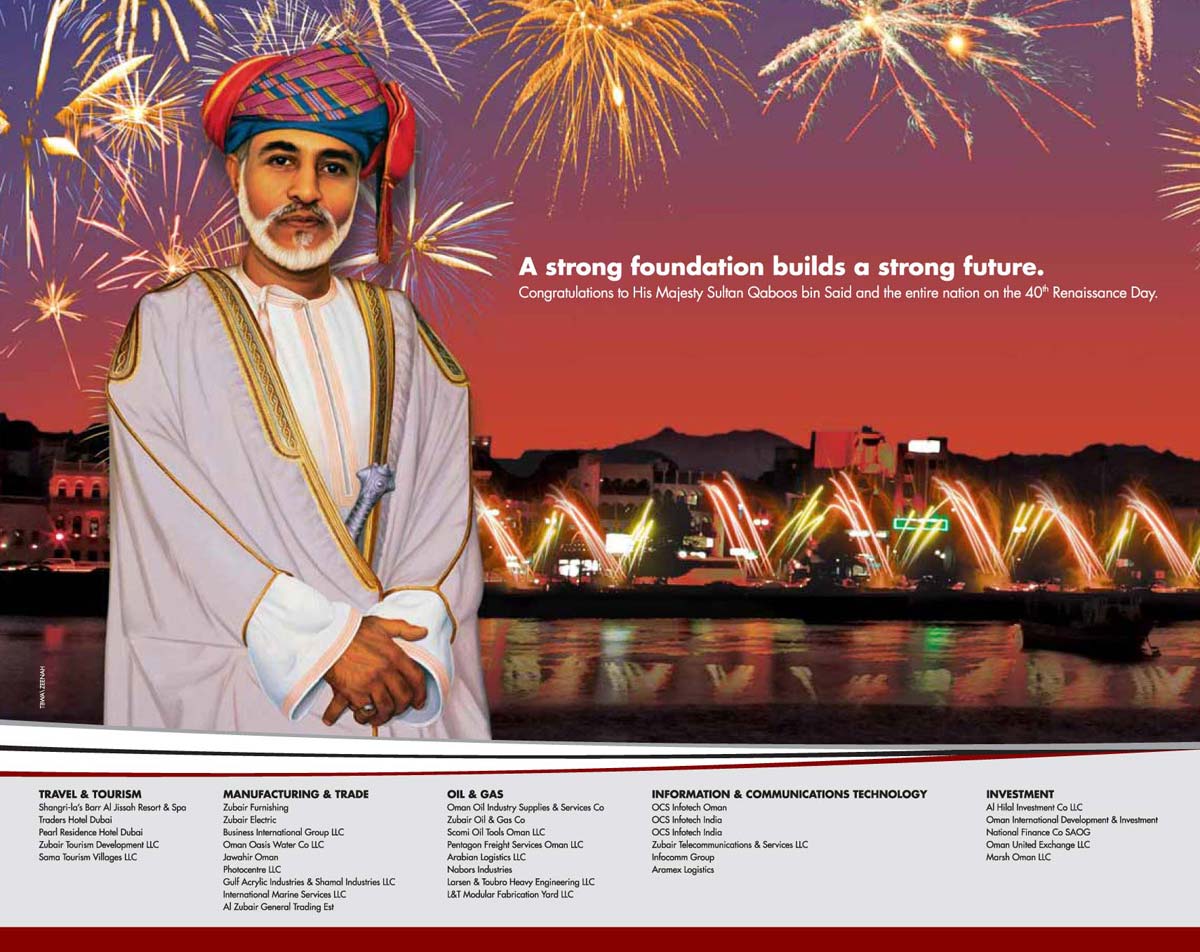 A strong foundation builds a strong future.
Congratulations to His Majesty Sultan Qaboos bin Said and the entire nation on the 40th Renaissance Day.
TBWA\ZEENAH
TRAVEL & TOURISM
Shangri-la's Barr Al Jissah Resort & Spa
Traders Hotel Dubai
Pearl Residence Hotel Dubai
Zubair Tourism Development LLC
Sama Tourism Villages LLC
MANUFACTURING & TRADE
Zubair Furnishing
Zubair Electric
Business International Group LLC
Oman Oasis Water Co LLC
Jawahir Oman
Photocentre LLC
Gulf Acrylic Industries & Shamal Industries LLC
International Marine Services LLC
Al Zubair General Trading Est
OIL & GAS
Oman Oil Industry Supplies & Services Co
Zubair Oil & Gas Co
Scomi Oil Tools Oman LLC
Pentagon Freight Services Oman LLC
Arabian Logistics LLC
Nabors Industries
Larsen & Toubro Heavy Engineering LLC
L&T Modular Fabrication Yard LLC
INFORMATION & COMMUNICATIONS TECHNOLOGY
OCS Infotech Oman
OCS Infotech India
OCS Infotech India
Zubair Telecommunications & Services LLC
Infocomm Group
Aramex Logistics
INVESTMENT
Al Hilal Investment Co LLC
Oman International Development & Investment
National Finance Co SAOG
Oman United Exchange LLC
Marsh Oman LLC